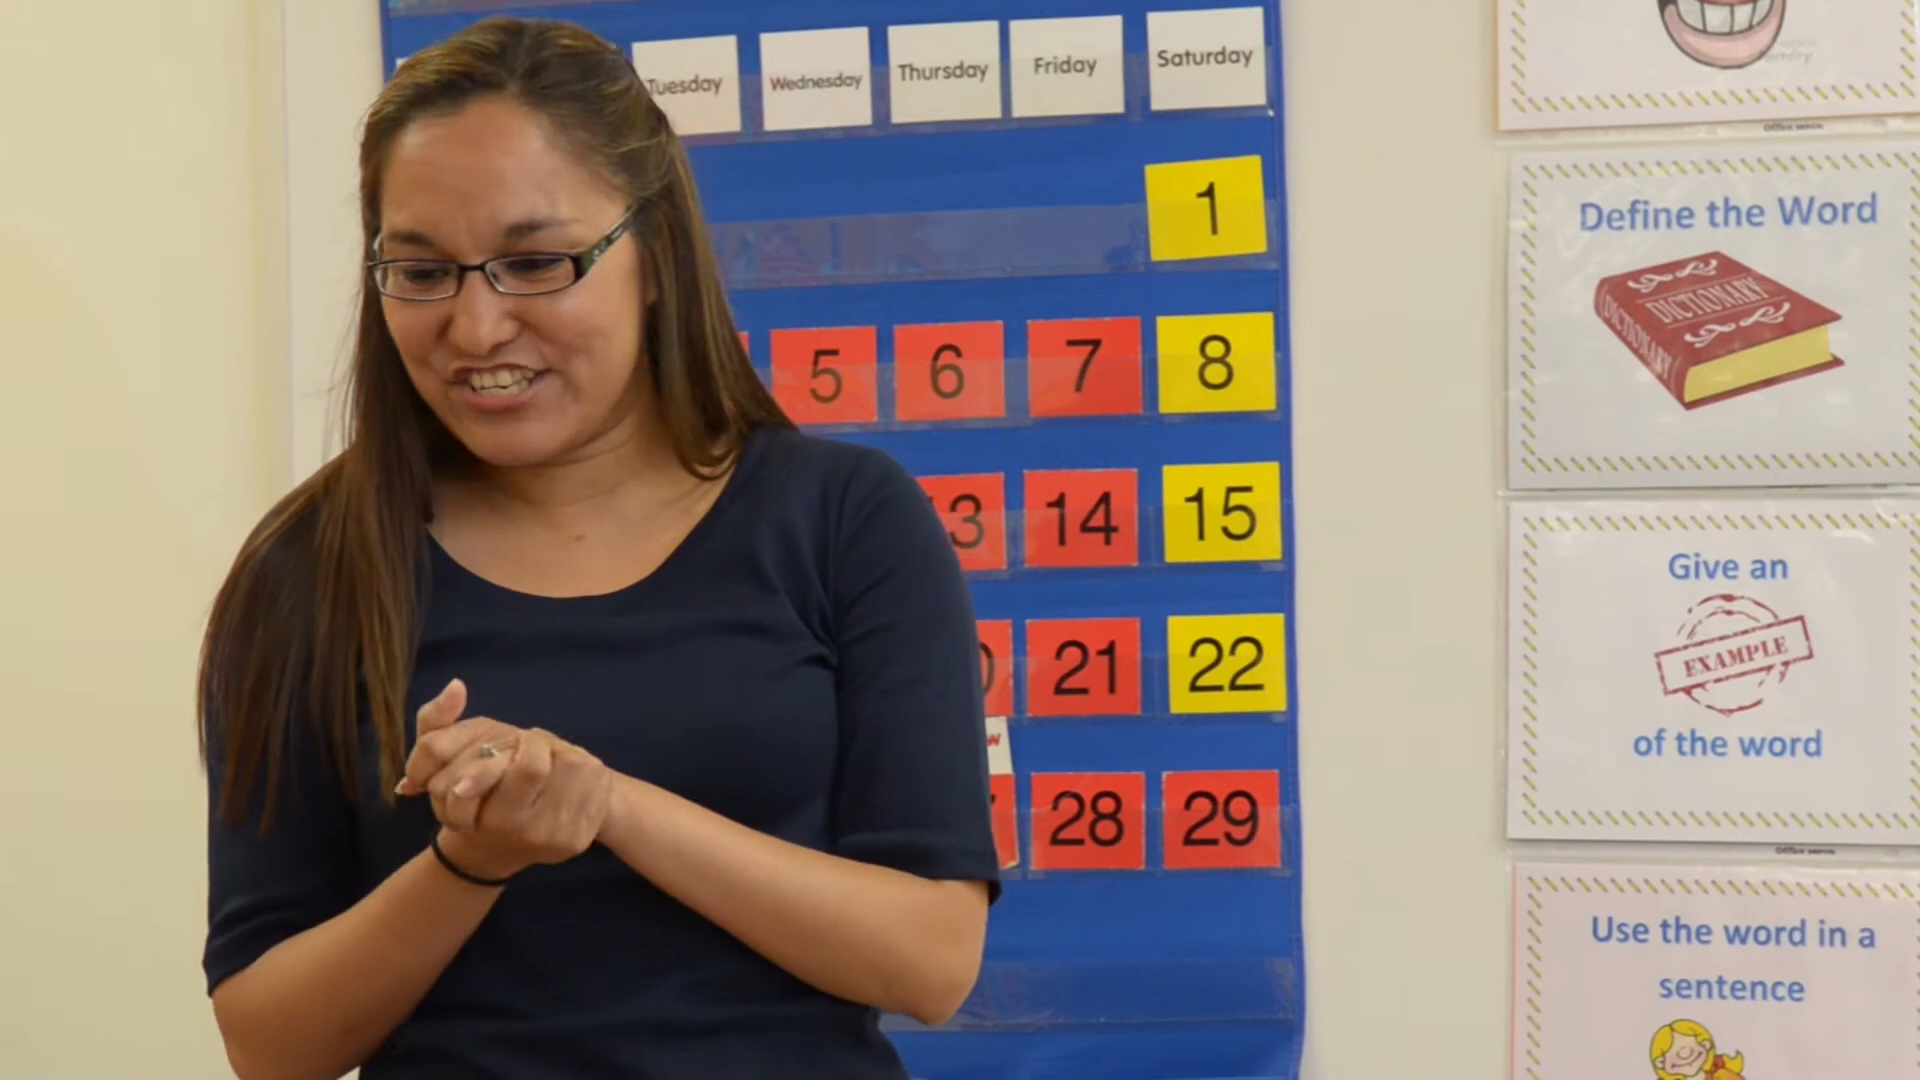 Tuesday Wednesday Thursday Friday Saturday
1
5 6 7 8
14 15
21 22
28 29
Define the Word
DICTIONARY
DICTIONARY
Give an
EXAMPLE
of the word
Use the word in a
sentence